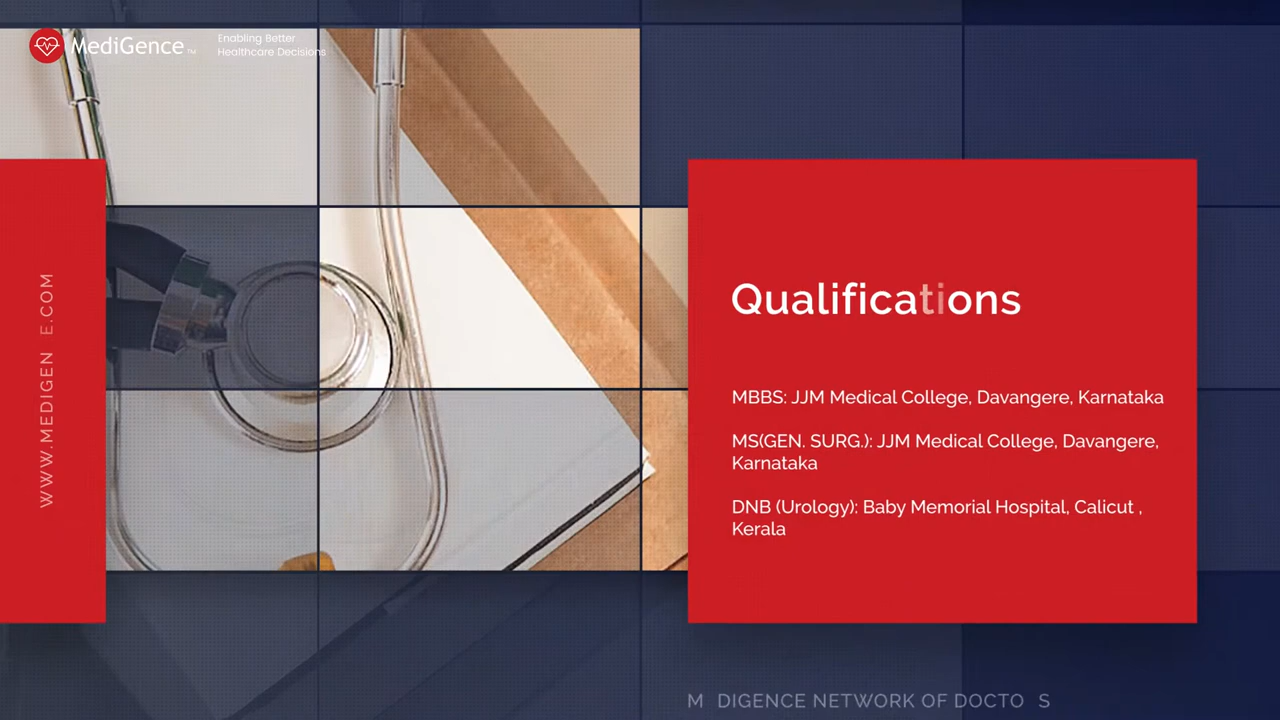 MediGence TM
Enabling Better
Healthcare Decisions
WWW.MEDIGEN E.COM
Qualifications
MBBS: JJM Medical College, Davangere, Karnataka
MS(GEN. SURG.): JJM Medical College, Davangere,
Karnataka
DNB (Urology): Baby Memorial Hospital, Calicut ,
Kerala
M DIGENCE NETWORK OF DOCTO S